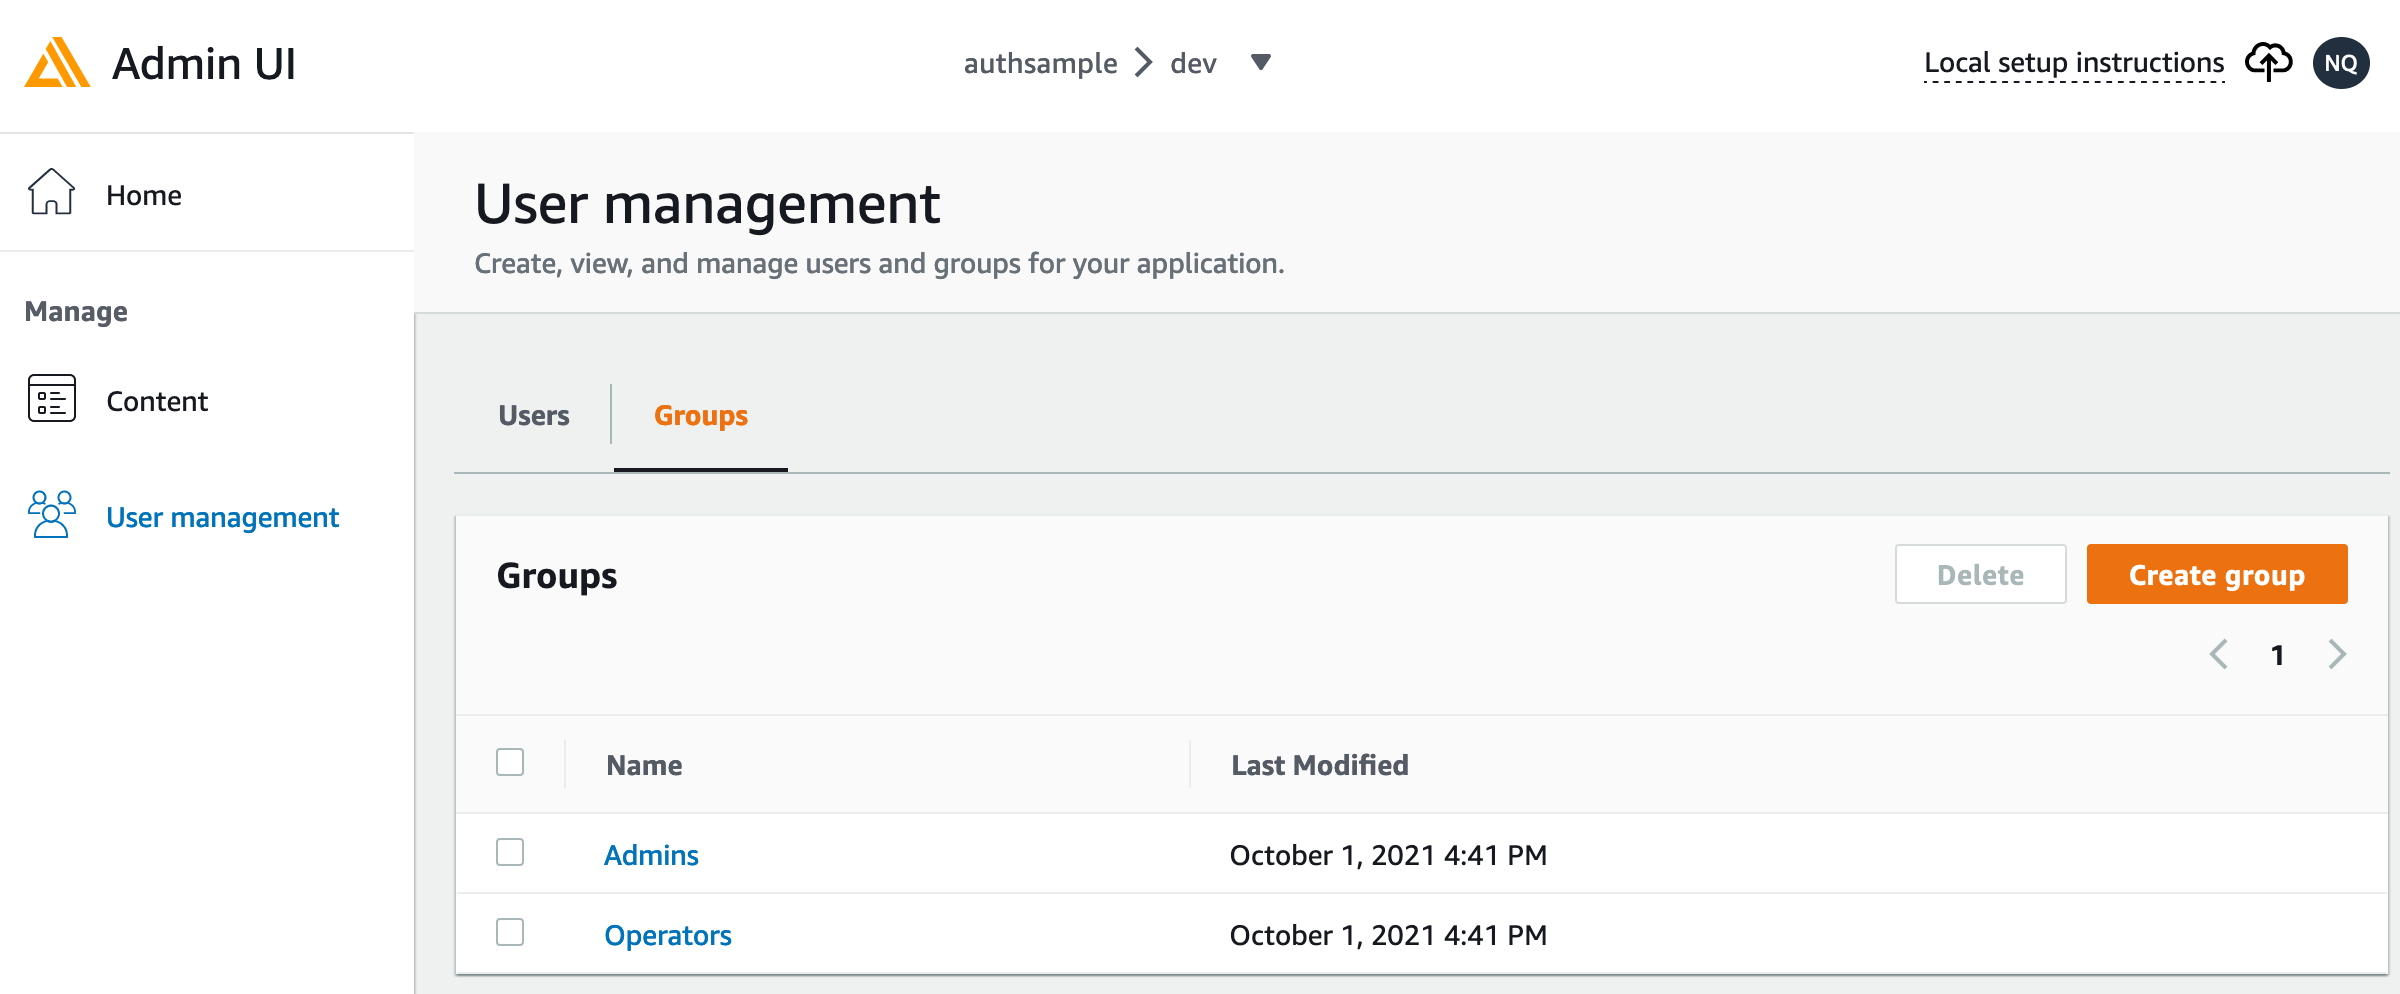 Admin UI
authsample dev
Local setup instructions
NQ
Home
Manage
Content
User management
User management
Create, view, and manage users and groups for your application.
Users
Groups
Groups
Delete
Create group
1
Name
Last Modified
Admins
October 1, 2021 4:41 PM
Operators
October 1, 2021 4:41 PM